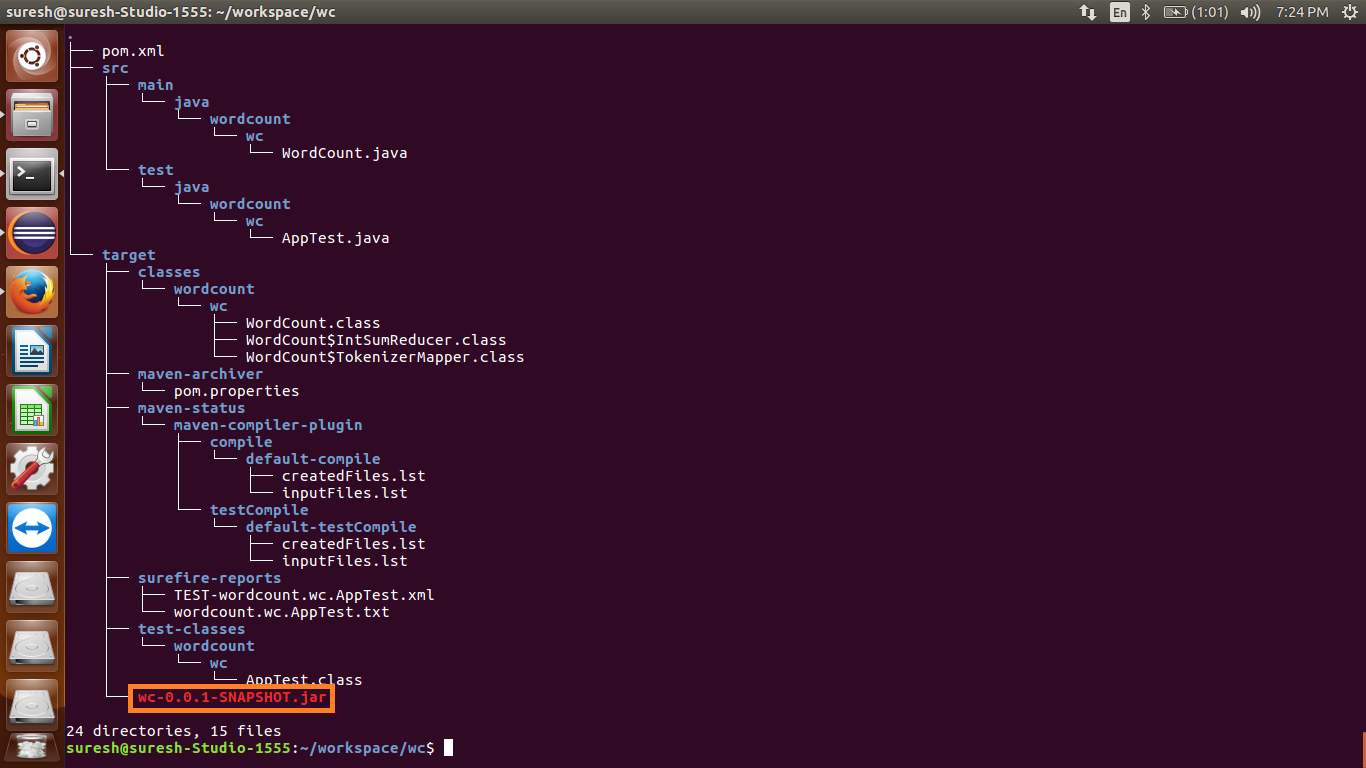 suresh@suresh-Studio-1555: ~/workspace/wc En (1:01) 7:24 PM
.
├── pom.xml
├── src
│   ├── main
│   │   └── java
│   │       └── wordcount
│   │           └── wc
│   │               └── WordCount.java
│   └── test
│       └── java
│           └── wordcount
│               └── wc
│                   └── AppTest.java
└── target
    ├── classes
    │   └── wordcount
    │       └── wc
    │           ├── WordCount.class
    │           ├── WordCount$IntSumReducer.class
    │           └── WordCount$TokenizerMapper.class
    ├── maven-archiver
    │   └── pom.properties
    ├── maven-status
    │   └── maven-compiler-plugin
    │       ├── compile
    │       │   └── default-compile
    │       │       ├── createdFiles.lst
    │       │       └── inputFiles.lst
    │       └── testCompile
    │           └── default-testCompile
    │               ├── createdFiles.lst
    │               └── inputFiles.lst
    ├── surefire-reports
    │   ├── TEST-wordcount.wc.AppTest.xml
    │   └── wordcount.wc.AppTest.txt
    ├── test-classes
    │   └── wordcount
    │       └── wc
    │           └── AppTest.class
    └── wc-0.0.1-SNAPSHOT.jar
24 directories, 15 files
suresh@suresh-Studio-1555:~/workspace/wc$